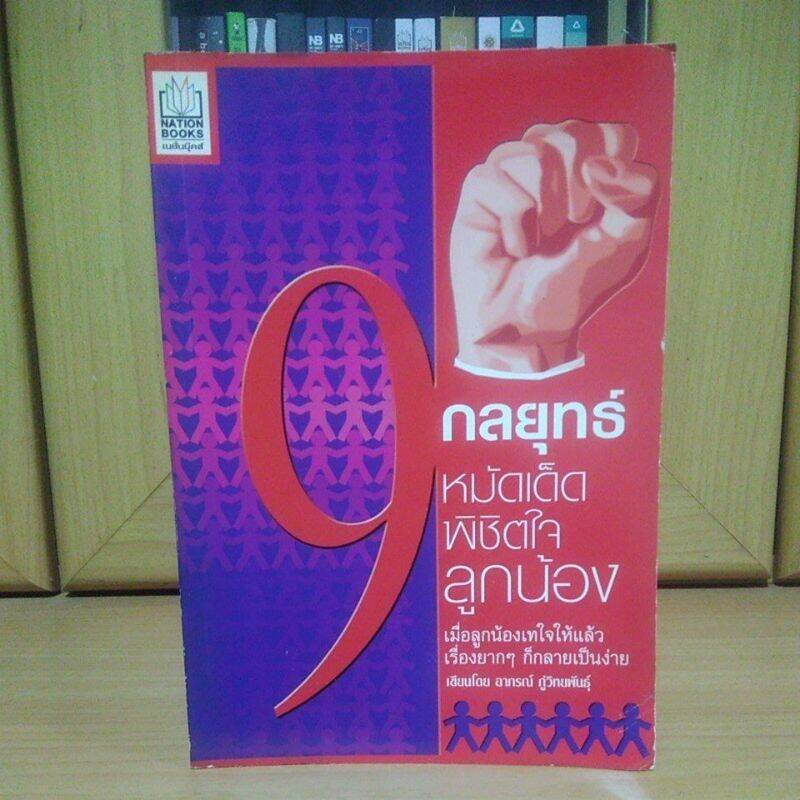 NATION
BOOKS
เนชั่นบุ๊คส์
9
กลยุทธ์
หมัดเด็ด
พิชิตใจ
ลูกน้อง
เมื่อลูกน้องเทใจให้แล้ว
เรื่องยากๆ ก็กลายเป็นง่าย
เขียนโดย อาภรณ์ ภู่วิทยพันธุ์
NB
NB